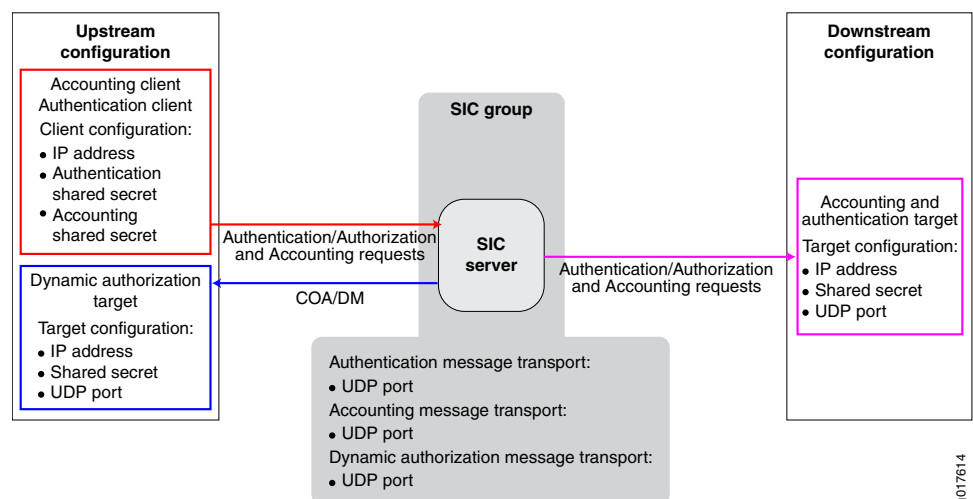 Upstream
configuration
Accounting client
Authentication client
Client configuration:
• IP address
• Authentication
shared secret
• Accounting
shared secret
Dynamic authorization
target
Target configuration:
• IP address
• Shared secret
• UDP port
Authentication/Authorization
and Accounting requests
COA/DM
SIC group
SIC
server
Authentication message transport:
• UDP port
Accounting message transport:
• UDP port
Dynamic authorization message transport:
• UDP port
Authentication/Authorization
and Accounting requests
Downstream
configuration
Accounting and
authentication target
Target configuration:
• IP address
• Shared secret
• UDP port
017614